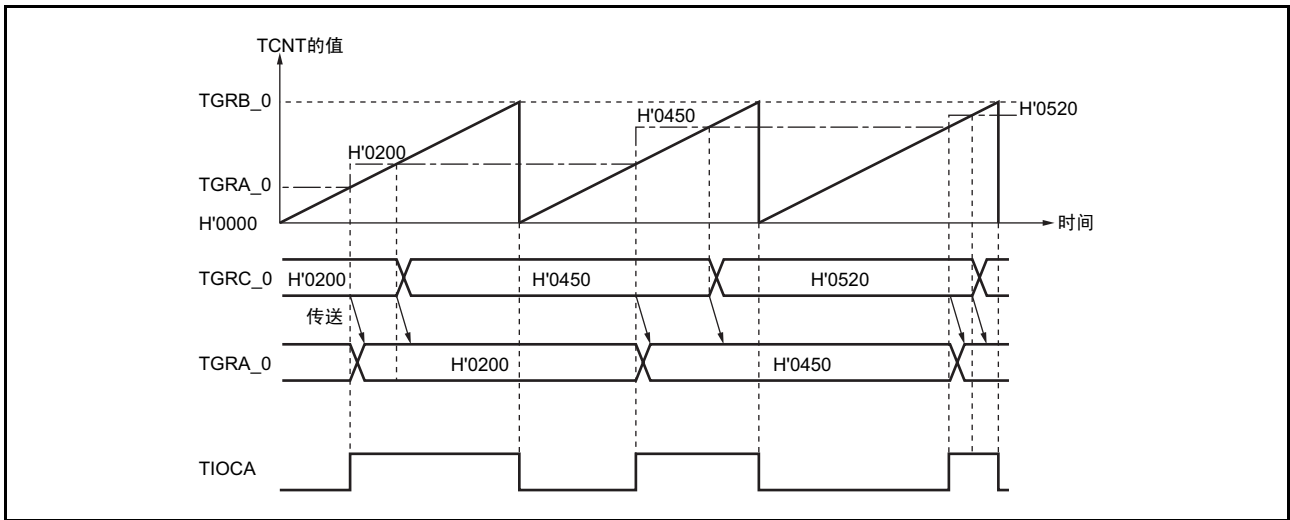 TCNT的值
TGRB_0
H'0520
H'0450
H'0200
TGRA_0
H'0000
时间
TGRC_0 H'0200 H'0450 H'0520
传送
TGRA_0 H'0200 H'0450
TIOCA